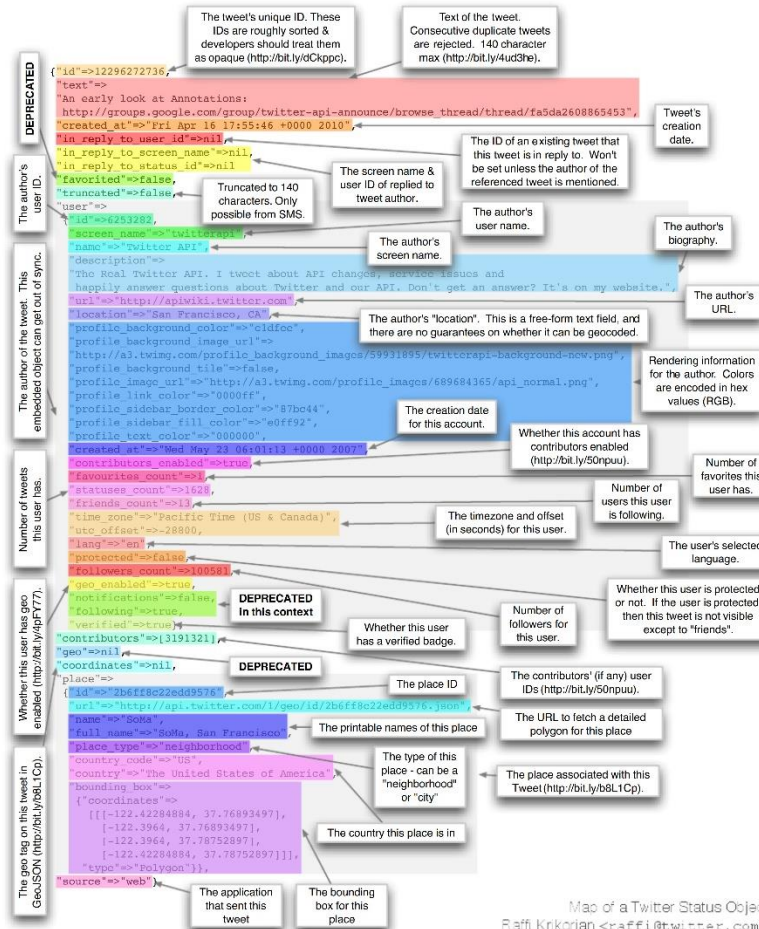 The tweet's unique ID. These
IDs are roughly sorted &
developers should treat them
as opaque (http://bit.ly/dCkppc).
Text of the tweet.
Consecutive duplicate tweets
are rejected. 140 character
max (http://bit.ly/4ud3he).
DEPRECATED
{"id"=>12296272736,
"text"=>
"An early look at Annotations:
http://groups.google.com/group/twitter-api-announce/browse_thread/thread/fa5da2608865453",
"created_at"=>"Fri Apr 16 17:55:46 +0000 2010",
Tweet's
creation
date.
"in_reply_to_user_id"=>nil,
"in_reply_to_screen_name"=>nil,
"in_reply_to_status_id"=>nil
"favorited"=>false,
"truncated"=>false,
The ID of an existing tweet that
this tweet is in reply to. Won't
be set unless the author of the
referenced tweet is mentioned.
The screen name &
user ID of replied to
tweet author.
Truncated to 140
characters. Only
possible from SMS.
The author's
user ID.
"user"=>
{"id"=>6253282,
"screen_name"=>"twitterapi",
"name"=>"Twitter API",
The author's
user name.
The author's
screen name.
The author's
biography.
"description"=>
"The Real Twitter API. I tweet about API changes, service issues and
happily answer questions about Twitter and our API. Don't get an answer? It's on my website.",
"url"=>"http://apiwiki.twitter.com",
The author's
URL.
"location"=>"San Francisco, CA",
The author's "location". This is a free-form text field, and
there are no guarantees on whether it can be geocoded.
The author of the tweet. This
embedded object can get out of sync.
"profile_background_color"=>"c1dfee",
"profile_background_image_url"=>
"http://a3.twimg.com/profile_background_images/59931895/twitterapi-background-new.png",
"profile_background_tile"=>false,
"profile_image_url"=>"http://a3.twimg.com/profile_images/689684365/api_normal.png",
"profile_link_color"=>"0000ff",
"profile_sidebar_border_color"=>"87bc44",
"profile_sidebar_fill_color"=>"e0ff92",
"profile_text_color"=>"000000",
Rendering information
for the author. Colors
are encoded in hex
values (RGB).
"created_at"=>"Wed May 23 06:01:13 +0000 2007",
The creation date
for this account.
"contributors_enabled"=>true,
Whether this account has
contributors enabled
(http://bit.ly/50npuu).
"favourites_count"=>1,
Number of
favorites this
user has.
"statuses_count"=>1628,
Number of tweets
this user has.
"friends_count"=>13,
Number of
users this user
is following.
"time_zone"=>"Pacific Time (US & Canada)",
"utc_offset"=>-28800,
The timezone and offset
(in seconds) for this user.
"lang"=>"en",
The user's selected
language.
"protected"=>false,
Whether this user is protected
or not. If the user is protected,
then this tweet is not visible
except to "friends".
"followers_count"=>100581,
Number of
followers for
this user.
"geo_enabled"=>true,
Whether this user has geo
enabled (http://bit.ly/4pFY77).
"notifications"=>false,
"following"=>true,
DEPRECATED
in this context
"verified"=>true}
Whether this user
has a verified badge.
"contributors"=>[3191321],
The contributors' (if any) user
IDs (http://bit.ly/50npuu).
"geo"=>nil
DEPRECATED
"coordinates"=>nil,
The geo tag on this tweet in
GeoJSON (http://bit.ly/b8L1Cp).
"place"=>
{"id"=>"2b6ff8c22edd9576",
The place ID
"url"=>"http://api.twitter.com/1/geo/id/2b6ff8c22edd9576.json",
The URL to fetch a detailed
polygon for this place
"name"=>"SoMa",
"full_name"=>"SoMa, San Francisco",
The printable names of this place
"place_type"=>"neighborhood",
The type of this
place - can be a
"neighborhood"
or "city"
"country_code"=>"US",
"country"=>"The United States of America",
The country this place is in
The place associated with this
Tweet (http://bit.ly/b8L1Cp).
"bounding_box"=>
{"coordinates"=>
[[[-122.42284884, 37.76893497],
[-122.3964, 37.76893497],
[-122.3964, 37.78752897],
[-122.42284884, 37.78752897]]],
"type"=>"Polygon"}},
The bounding
box for this
place
"source"=>"web"}
The application
that sent this
tweet
Map of a Twitter Status Objec
Raffi Krikorian <raffi@twitter.com